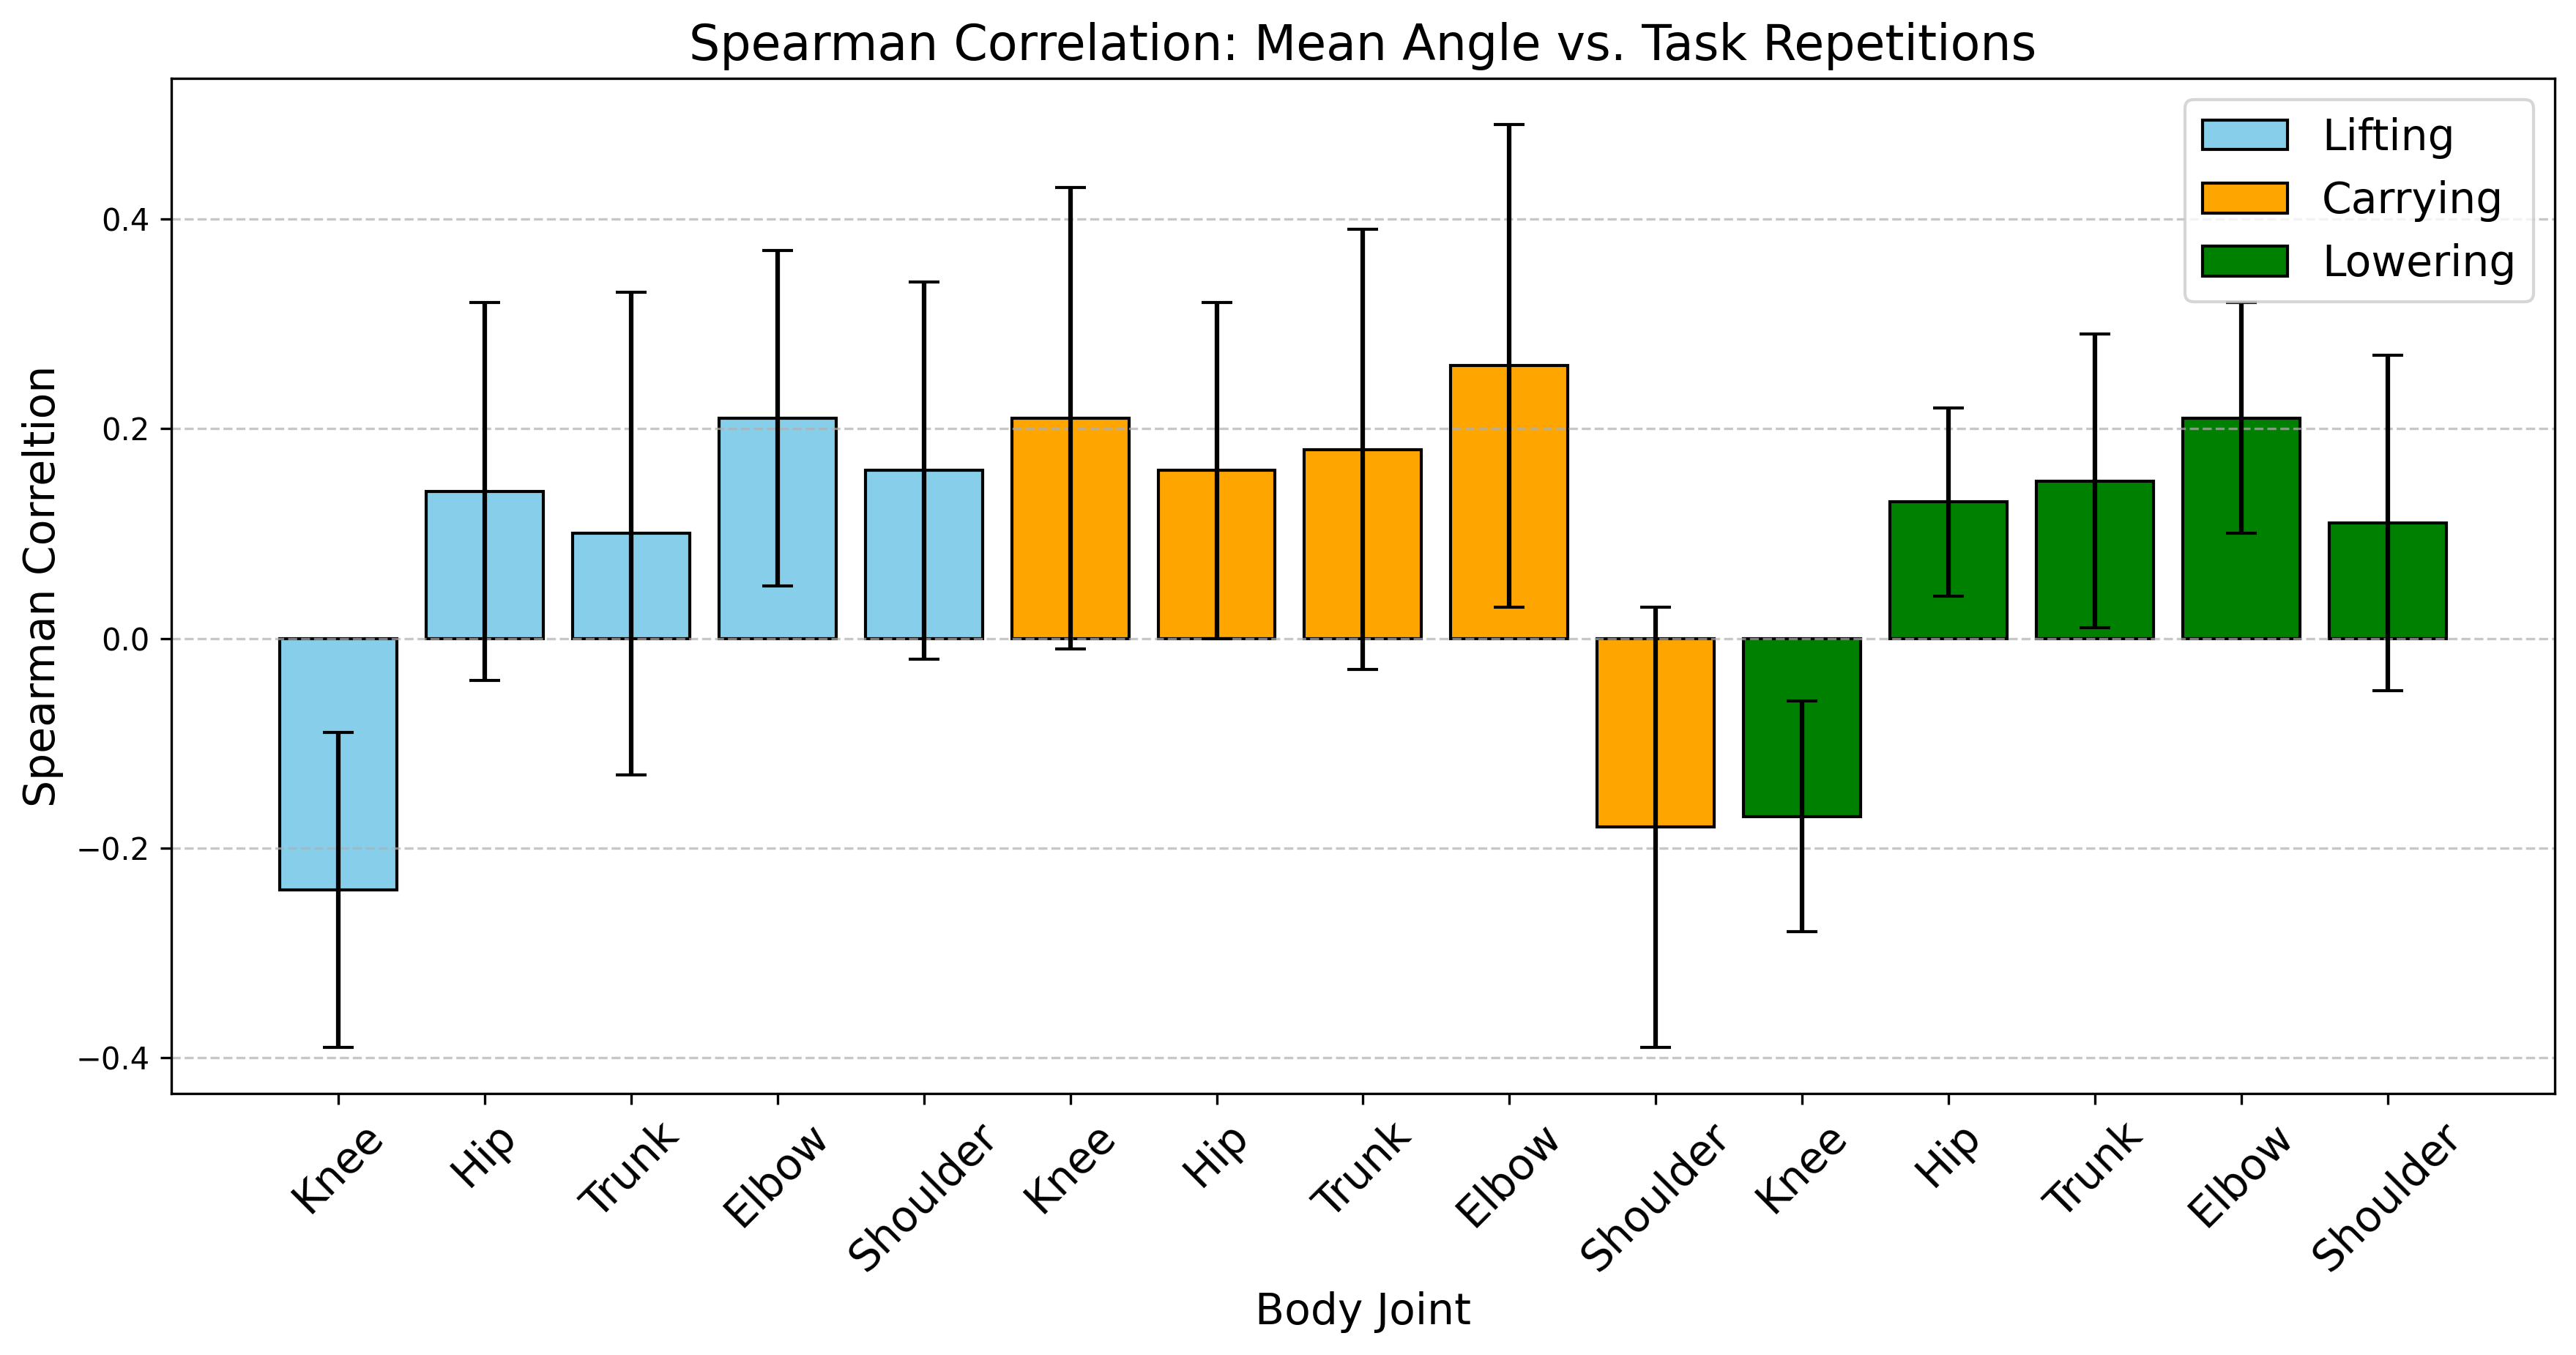 Spearman Correlation: Mean Angle vs. Task Repetitions
Lifting
Carrying
Lowering
Spearman Correltion
0.4
0.2
0.0
−0.2
−0.4
Knee
Hip
Trunk
Elbow
Shoulder
Knee
Hip
Trunk
Elbow
Shoulder
Knee
Hip
Trunk
Elbow
Shoulder
Body Joint